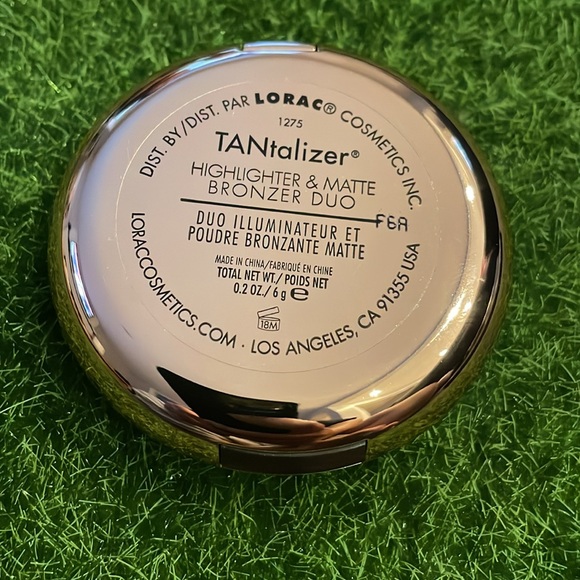 DIST. BY/DIST. PAR LORAC® COSMETICS INC.
1275
TANtalizer®
HIGHLIGHTER & MATTE
BRONZER DUO
F6A
DUO ILLUMINATEUR ET
POUDRE BRONZANTE MATTE
MADE IN CHINA/FABRIQUÉ EN CHINE
TOTAL NET WT./POIDS NET
0.2 OZ./6 g e
18M
LORACCOSMETICS.COM · LOS ANGELES, CA 91355 USA